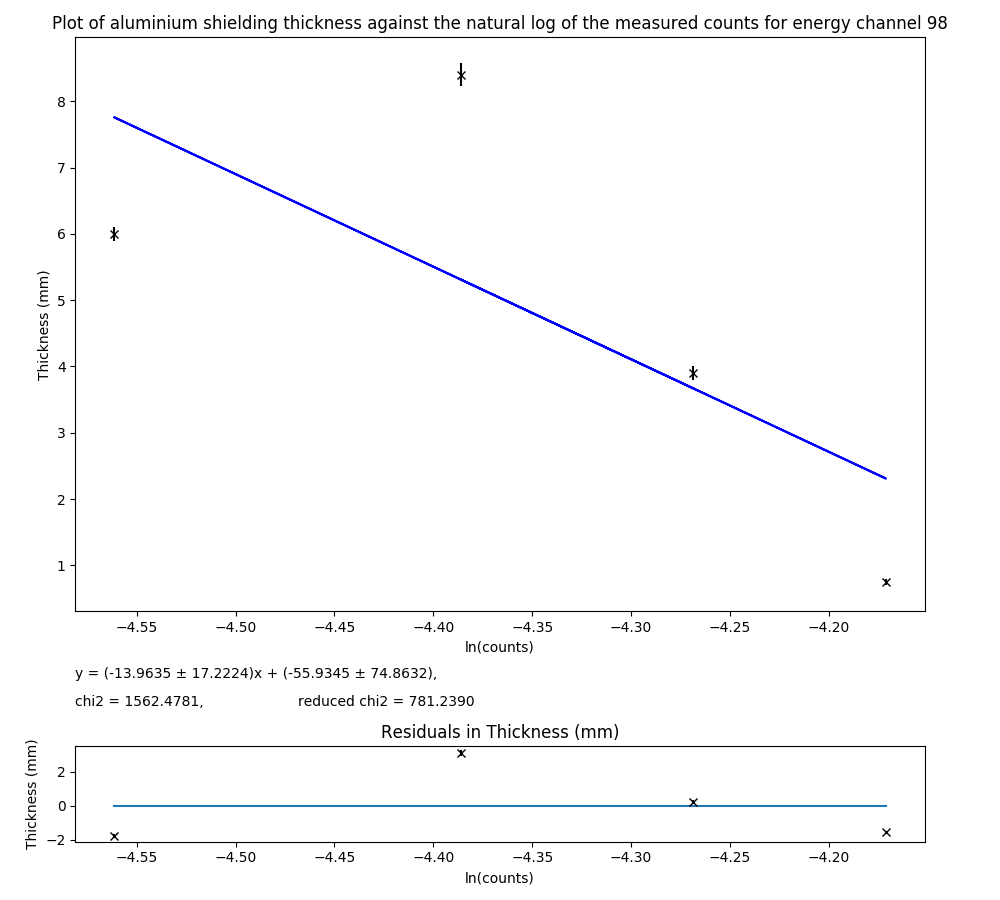 Plot of aluminium shielding thickness against the natural log of the measured counts for energy channel 98
8
7
6
5
4
3
2
1
Thickness (mm)
−4.55 −4.50 −4.45 −4.40 −4.35 −4.30 −4.25 −4.20
ln(counts)
y = (-13.9635 ± 17.2224)x + (-55.9345 ± 74.8632),
chi2 = 1562.4781, reduced chi2 = 781.2390
Residuals in Thickness (mm)
2
0
−2
Thickness (mm)
−4.55 −4.50 −4.45 −4.40 −4.35 −4.30 −4.25 −4.20
ln(counts)